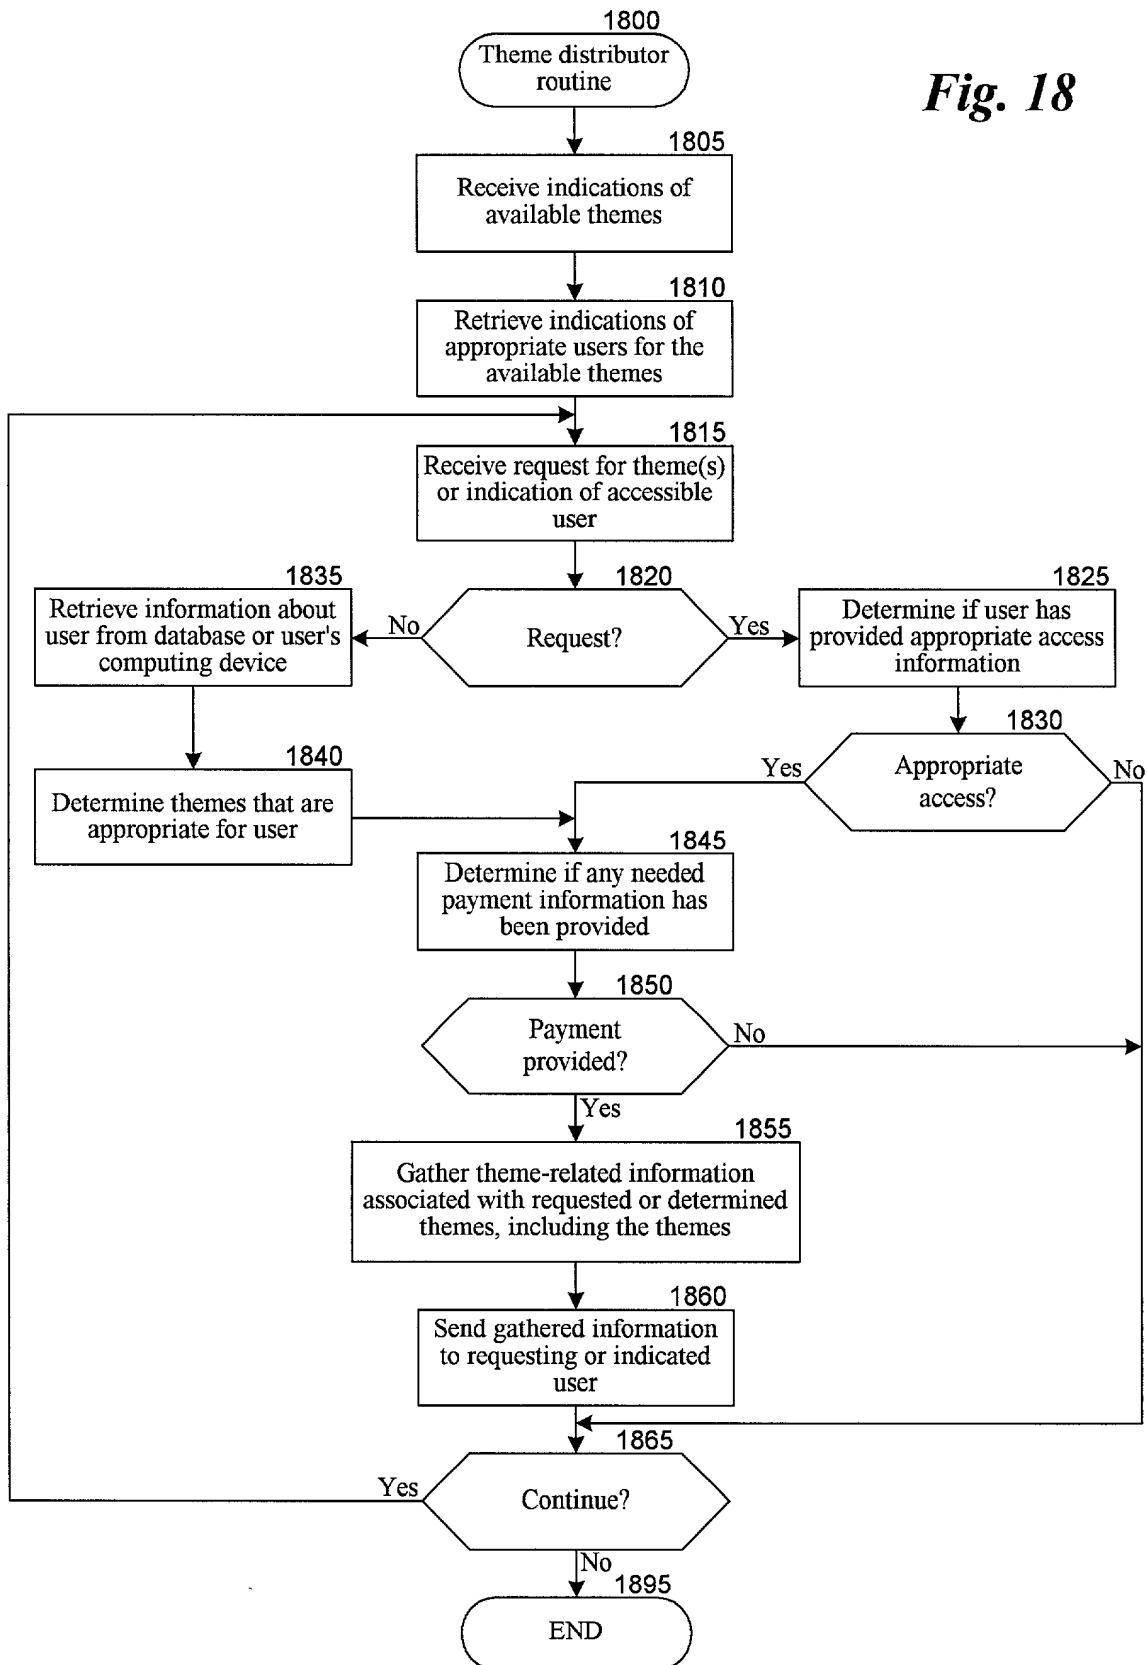 1800
Theme distributor
routine
Fig. 18
1805
Receive indications of
available themes
1810
Retrieve indications of
appropriate users for the
available themes
1815
Receive request for theme(s)
or indication of accessible
user
1835
Retrieve information about
user from database or user's
computing device
No
1820
Request?
Yes
1825
Determine if user has
provided appropriate access
information
1830
Appropriate
access?
Yes
No
1840
Determine themes that are
appropriate for user
1845
Determine if any needed
payment information has
been provided
1850
Payment
provided?
No
Yes
1855
Gather theme-related information
associated with requested or determined
themes, including the themes
1860
Send gathered information
to requesting or indicated
user
1865
Continue?
Yes
No
1895
END